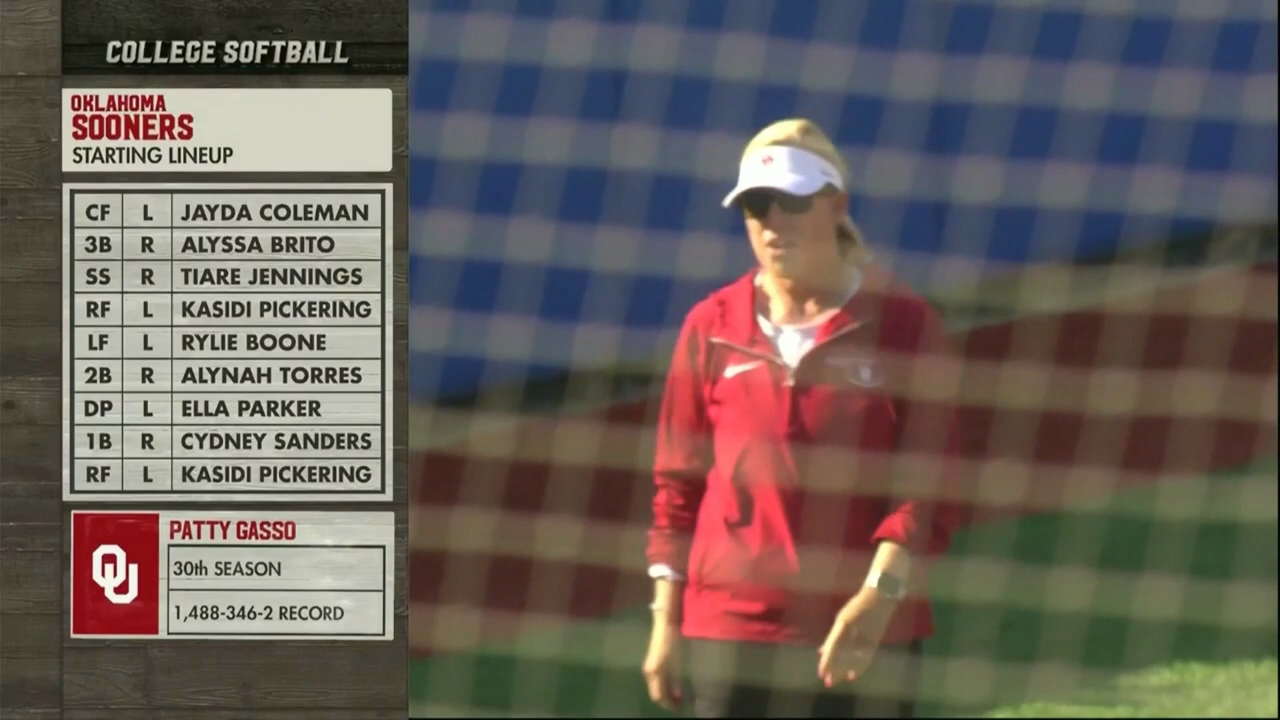 COLLEGE SOFTBALL
OKLAHOMA
SOONERS
STARTING LINEUP
CF L JAYDA COLEMAN
3B R ALYSSA BRITO
SS R TIARE JENNINGS
RF L KASIDI PICKERING
LF L RYLIE BOONE
2B R ALYNAH TORRES
DP L ELLA PARKER
1B R CYDNEY SANDERS
RF L KASIDI PICKERING
OU
PATTY GASSO
30th SEASON
1,488-346-2 RECORD